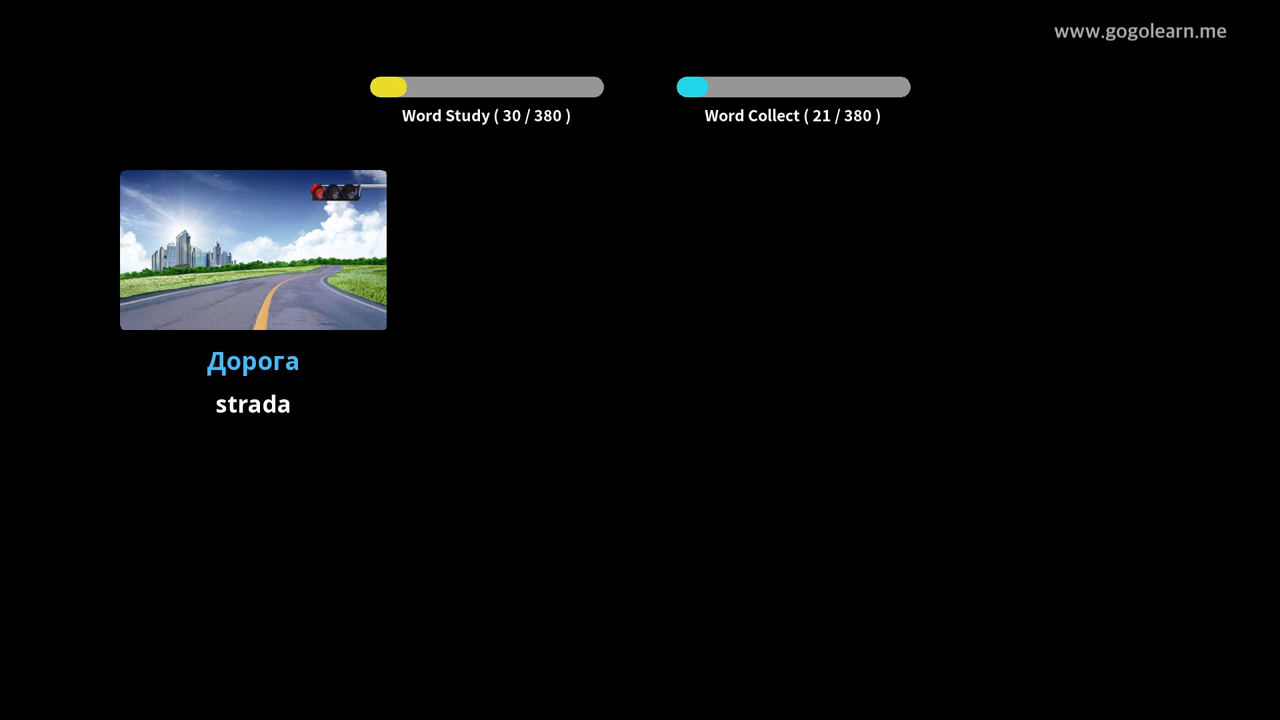 www.gogolearn.me
Word Study ( 30 / 380 )
Word Collect ( 21 / 380 )
Дорога
strada